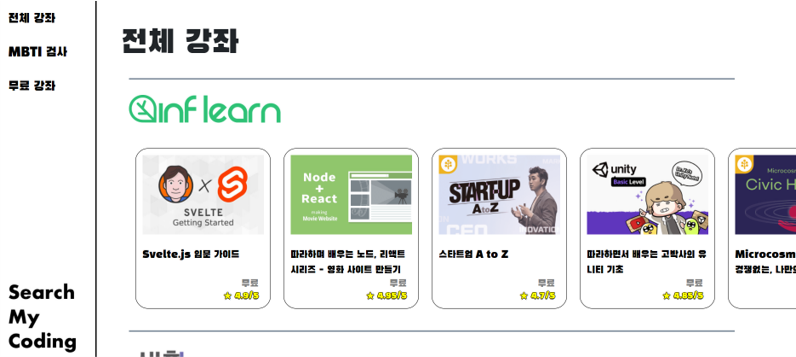 전체 강좌
MBTI 검사
무료 강좌
Search
My
Coding
전체 강좌
inf learn
SVELTE
Getting Started
Svelte.js 입문 가이드
무료
4.9/5
Node
+
React
making
Movie Website
따라하며 배우는 노드, 리액트
시리즈 - 영화 사이트 만들기
무료
4.95/5
WORKS
START-UP
A to Z
CEO
INNOVATIO
스타트업 A to Z
무료
4.7/5
unity
Basic Level
따라하면서 배우는 고박사의 유
니티 기초
무료
4.85/5
Microcosm
Civic H
Microcosm
경쟁없는, 나만의